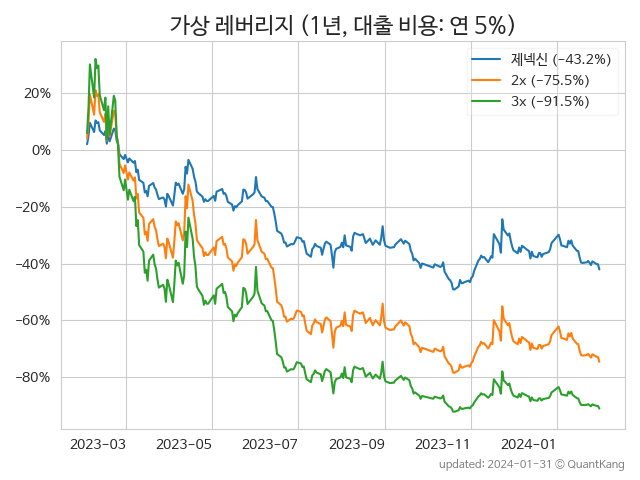 가상 레버리지 (1년, 대출 비용: 연 5%)
제넥신 (−43.2%)
2x (−75.5%)
3x (−91.5%)
20%
0%
−20%
−40%
−60%
−80%
2023-03 2023-05 2023-07 2023-09 2023-11 2024-01
updated: 2024-01-31 © QuantKang